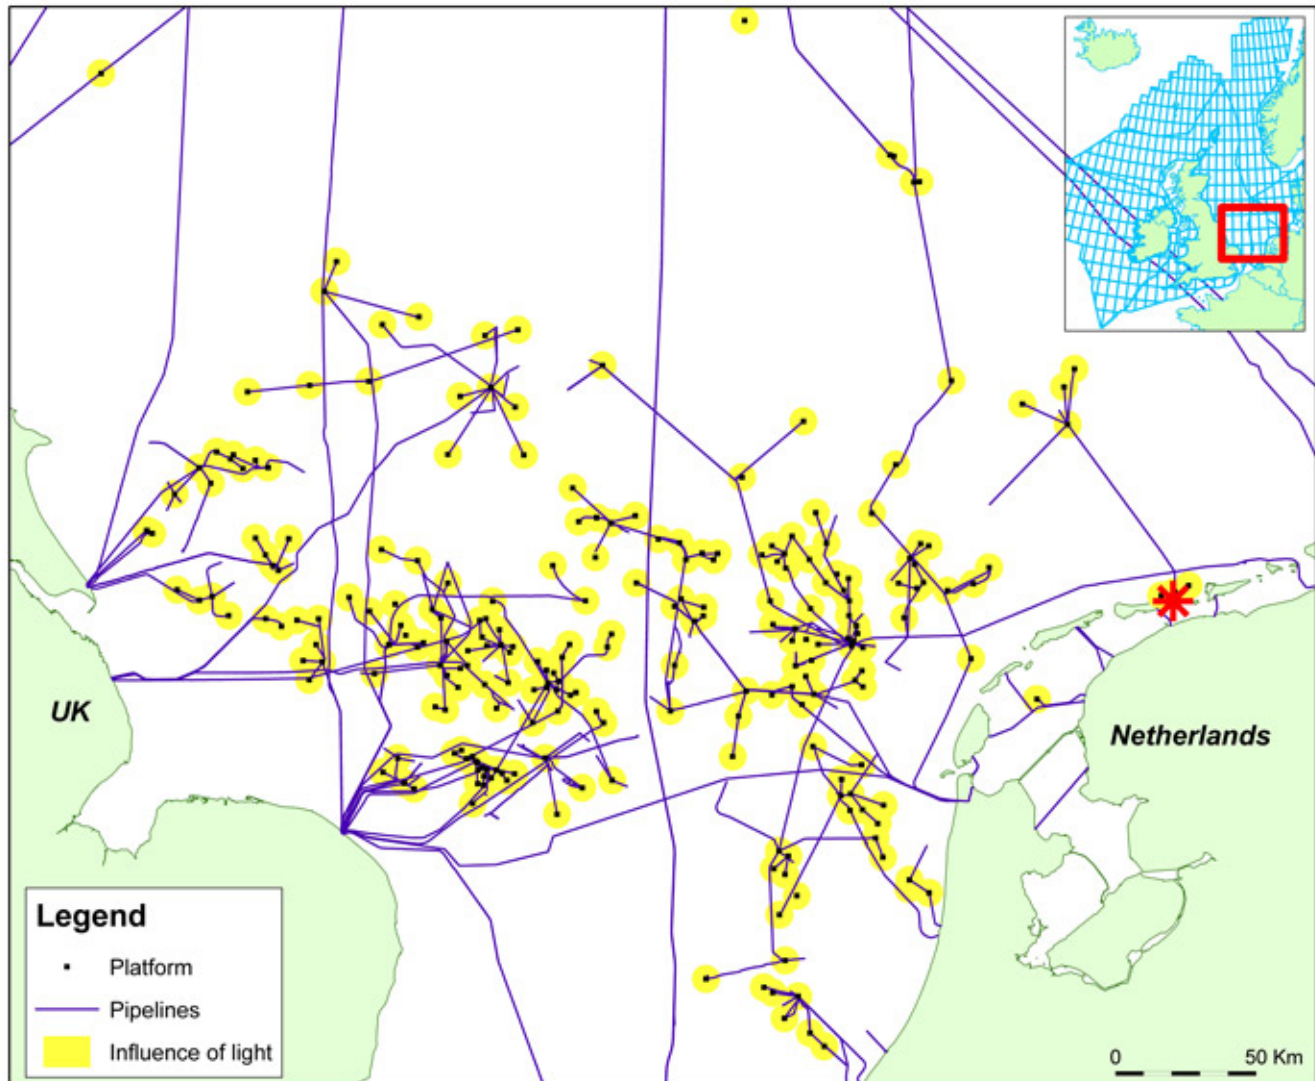 UK
Netherlands
Legend
Platform
Pipelines
Influence of light
0 50 Km